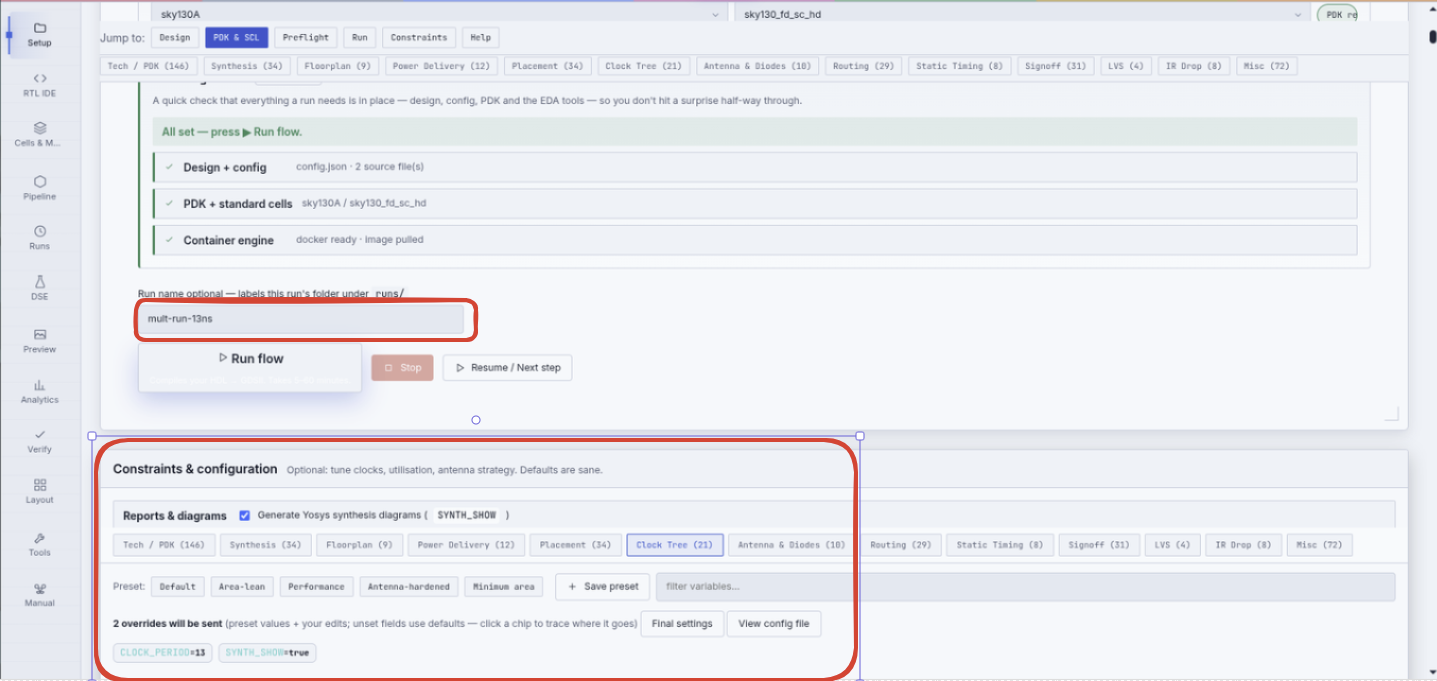 sky130A
sky130_fd_sc_hd
PDK re
Jump to: Design PDK & SCL Preflight Run Constraints Help
Tech / PDK (146) Synthesis (34) Floorplan (9) Power Delivery (12) Placement (34) Clock Tree (21) Antenna & Diodes (10) Routing (29) Static Timing (8) Signoff (31) LVS (4) IR Drop (8) Misc (72)
Setup
RTL IDE
Cells & M...
Pipeline
Runs
DSE
Preview
Analytics
Verify
Layout
Tools
Manual
A quick check that everything a run needs is in place — design, config, PDK and the EDA tools — so you don't hit a surprise half-way through.
All set — press ▶ Run flow.
✓ Design + config config.json · 2 source file(s)
✓ PDK + standard cells sky130A / sky130_fd_sc_hd
✓ Container engine docker ready · image pulled
Run name optional — labels this run's folder under runs/
mult-run-13ns
Run flow
Stop
Resume / Next step
Constraints & configuration Optional: tune clocks, utilisation, antenna strategy. Defaults are sane.
Reports & diagrams Generate Yosys synthesis diagrams ( SYNTH_SHOW )
Tech / PDK (146) Synthesis (34) Floorplan (9) Power Delivery (12) Placement (34) Clock Tree (21) Antenna & Diodes (10) Routing (29) Static Timing (8) Signoff (31) LVS (4) IR Drop (8) Misc (72)
Preset: Default Area-lean Performance Antenna-hardened Minimum area + Save preset filter variables...
2 overrides will be sent (preset values + your edits; unset fields use defaults — click a chip to trace where it goes) Final settings View config file
CLOCK_PERIOD=13 SYNTH_SHOW=true